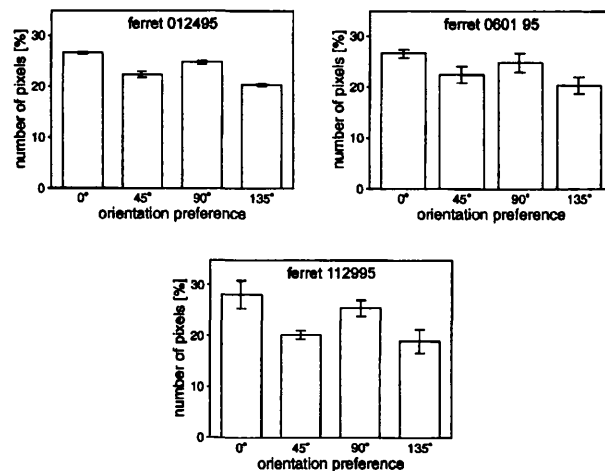 ferret 012495
number of pixels [%]
30
20
10
0
0° 45° 90° 135°
orientation preference
ferret 0601 95
number of pixels [%]
30
20
10
0
0° 45° 90° 135°
orientation preference
ferret 112995
number of pixels [%]
30
20
10
0
0° 45° 90° 135°
orientation preference